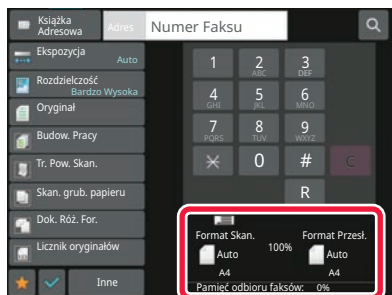 Książka
Adresowa
Adres
Numer Faksu
Ekspozycja
Auto
Rozdzielczość
Bardzo Wysoka
Oryginał
Budow. Pracy
Tr. Pow. Skan.
Skan. grub. papieru
Dok. Róż. For.
Licznik oryginałów
Inne
1
2
ABC
3
DEF
4
GHI
5
JKL
6
MNO
7
PQRS
8
TUV
9
WXYZ
0
#
C
R
Format Skan.
Format Przesł.
Auto
100%
Auto
A4
A4
Pamięć odbioru faksów: 0%